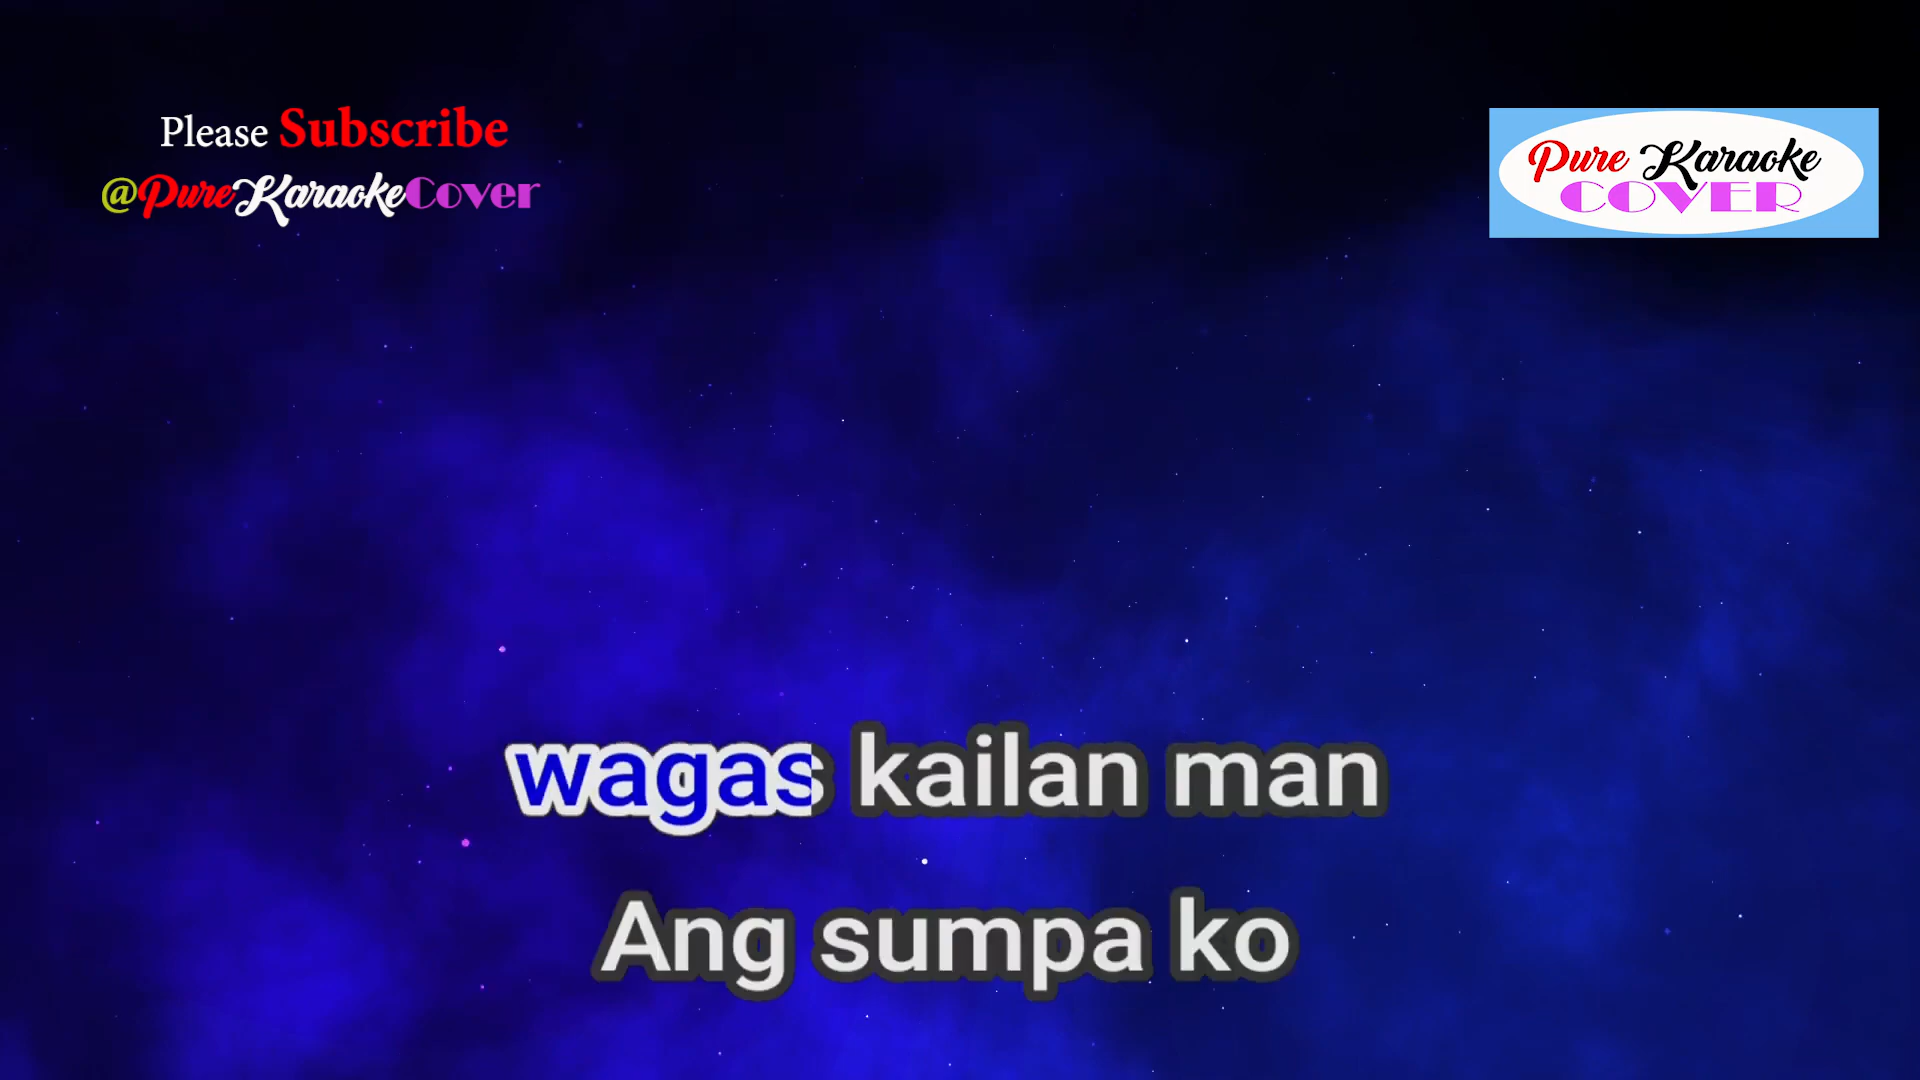 Please Subscribe
@PureKaraokeCover
Pure Karaoke
COVER
wagas kailan man
Ang sumpa ko